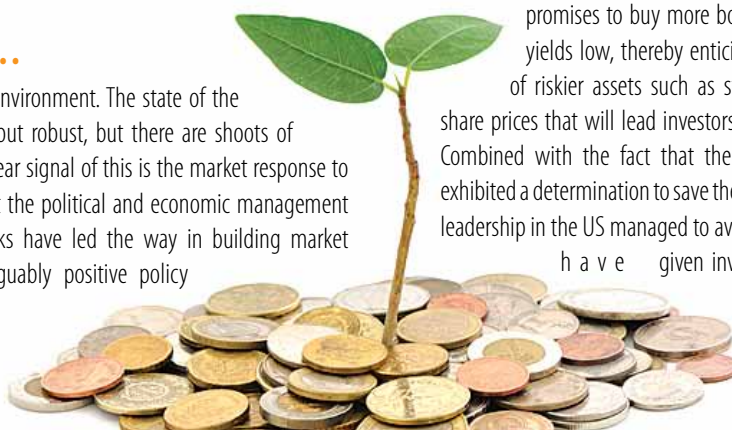 ..
nvironment. The state of the
but robust, but there are shoots of
ear signal of this is the market response to
t the political and economic management
ks have led the way in building market
guably positive policy
promises to buy more bo
yields low, thereby entici
of riskier assets such as s
share prices that will lead investors
Combined with the fact that the
exhibited a determination to save the
leadership in the US managed to av
have given inv